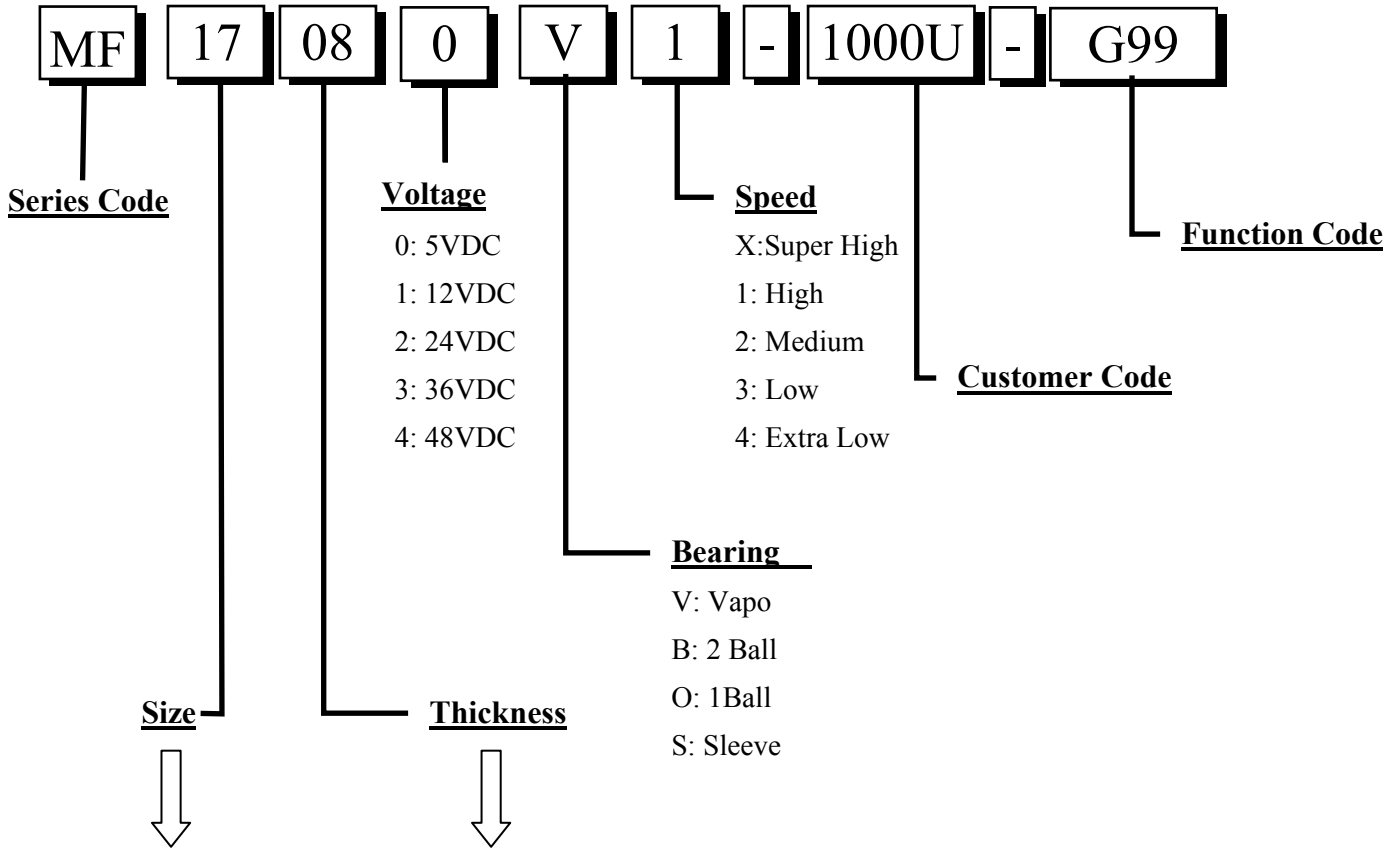 MF 17 08 0 V 1 - 1000U - G99
Series Code
Voltage
0: 5VDC
1: 12VDC
2: 24VDC
3: 36VDC
4: 48VDC
Speed
X:Super High
1: High
2: Medium
3: Low
4: Extra Low
Function Code
Customer Code
Bearing
V: Vapo
B: 2 Ball
O: 1Ball
S: Sleeve
Size
Thickness